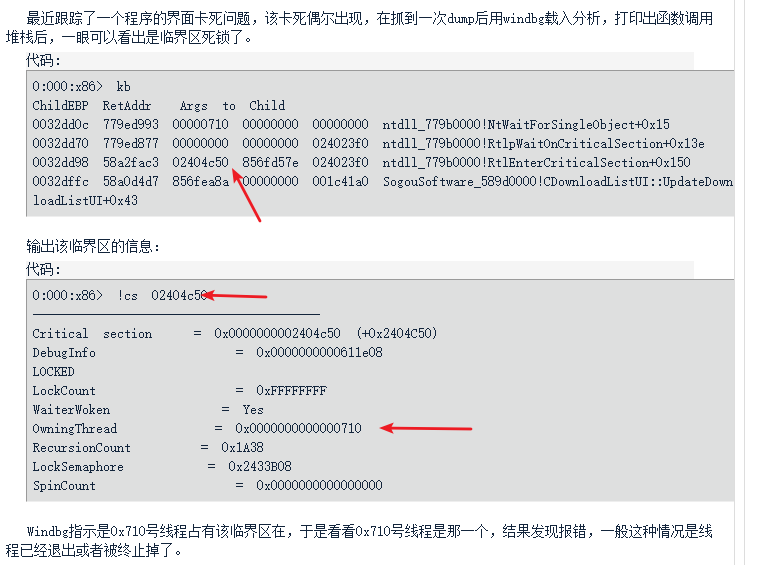 最近跟踪了一个程序的界面卡死问题，该卡死偶尔出现，在抓到一次dump后用windbg载入分析，打印出函数调用
堆栈后，一眼可以看出是临界区死锁了。
代码:
0:000:x86> kb
ChildEBP RetAddr Args to Child
0032dd0c 779ed993 00000710 00000000 00000000 ntdll_779b0000!NtWaitForSingleObject+0x15
0032dd70 779ed877 00000000 00000000 024023f0 ntdll_779b0000!RtlpWaitOnCriticalSection+0x13e
0032dd98 58a2fac3 02404c50 856fd57e 024023f0 ntdll_779b0000!RtlEnterCriticalSection+0x150
0032dffc 58a0d4d7 856fea8a 00000000 001c41a0 SogouSoftware_589d0000!CDownloadListUI::UpdateDown
loadListUI+0x43
输出该临界区的信息:
代码:
0:000:x86> !cs 02404c50
Critical section = 0x0000000002404c50 (+0x2404C50)
DebugInfo = 0x0000000000611e08
LOCKED
LockCount = 0xFFFFFFFF
WaiterWoken = Yes
OwningThread = 0x0000000000000710
RecursionCount = 0x1A38
LockSemaphore = 0x2433B08
SpinCount = 0x0000000000000000
Windbg指示是0x710号线程占有该临界区在，于是看看0x710号线程是那一个，结果发现报错，一般这种情况是线
程已经退出或者被终止掉了。